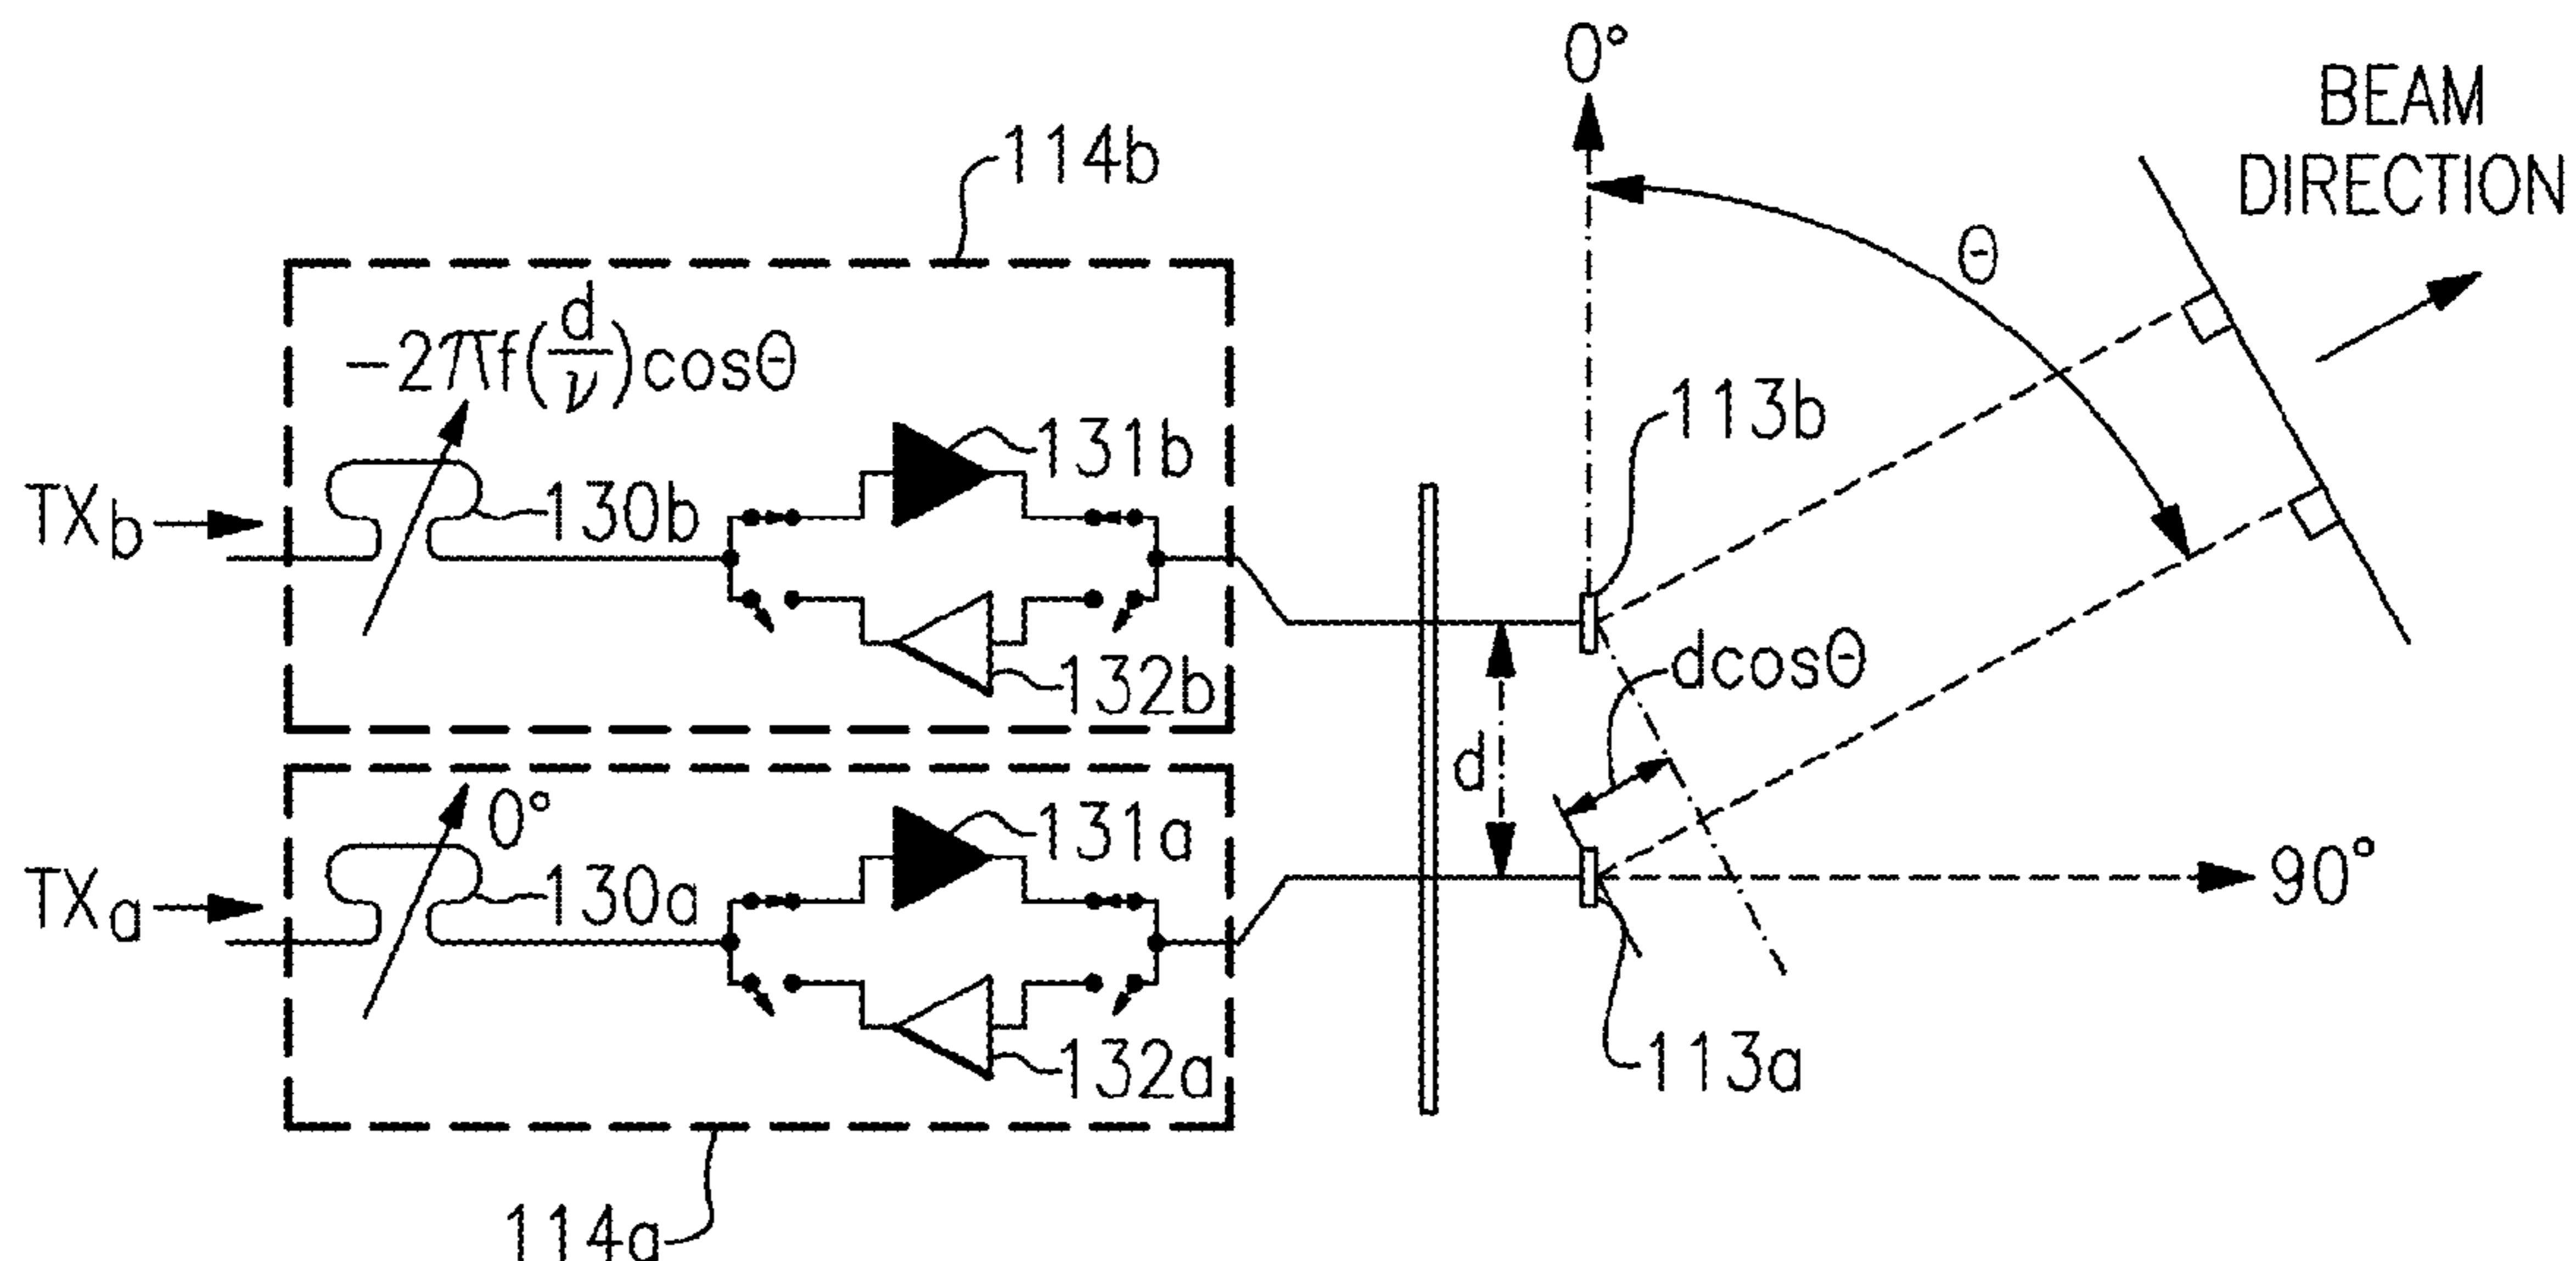 0°
BEAM
DIRECTION
114b
θ
-2πf(d/ν)cosθ
113b
131b
TXb
130b
dcosθ
132b
d
0°
131a
TXa
130a
90°
132a
113a
114a